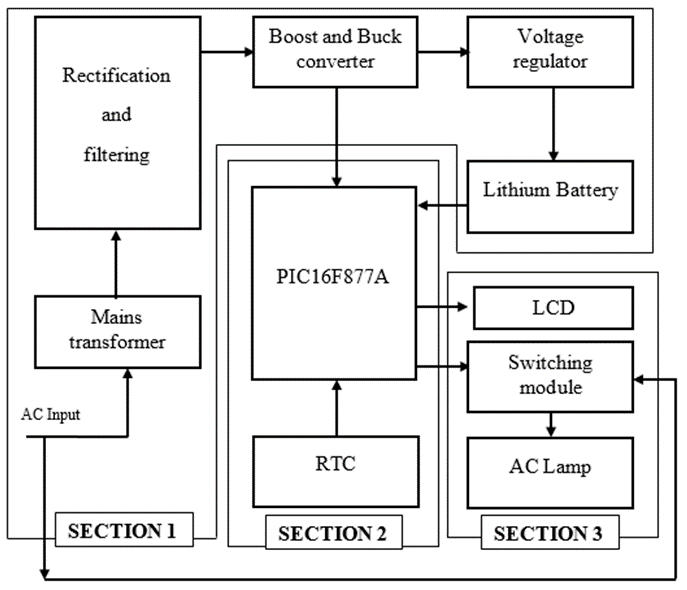 Rectification
and
filtering
Boost and Buck
converter
Voltage
regulator
Lithium Battery
PIC16F877A
Mains
transformer
LCD
Switching
module
AC Input
RTC
AC Lamp
SECTION 1
SECTION 2
SECTION 3